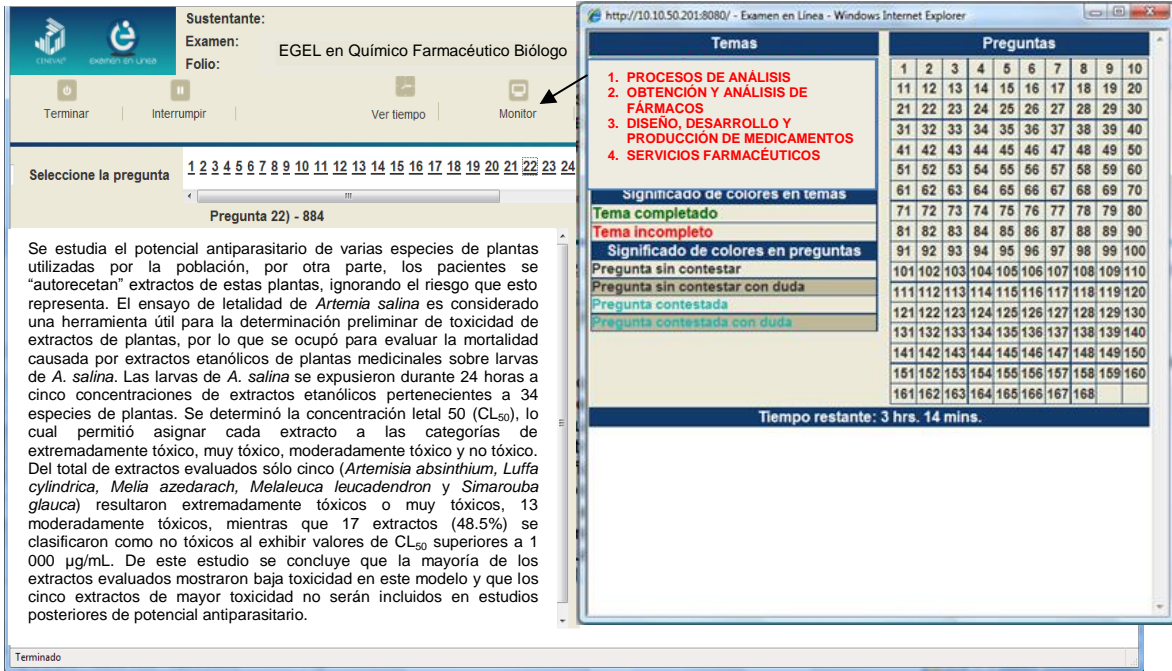 Sustentante:
Examen:
EGEL en Químico Farmacéutico Biólogo
Folio:
CENEVAL
examen en línea
Terminar
Interrumpir
Ver tiempo
Monitor
Seleccione la pregunta
1 2 3 4 5 6 7 8 9 10 11 12 13 14 15 16 17 18 19 20 21 22 23 24
Pregunta 22) - 884
Se estudia el potencial antiparasitario de varias especies de plantas
utilizadas por la población, por otra parte, los pacientes se
“autorecetan” extractos de estas plantas, ignorando el riesgo que esto
representa. El ensayo de letalidad de Artemia salina es considerado
una herramienta útil para la determinación preliminar de toxicidad de
extractos de plantas, por lo que se ocupó para evaluar la mortalidad
causada por extractos etanólicos de plantas medicinales sobre larvas
de A. salina. Las larvas de A. salina se expusieron durante 24 horas a
cinco concentraciones de extractos etanólicos pertenecientes a 34
especies de plantas. Se determinó la concentración letal 50 (CL50), lo
cual permitió asignar cada extracto a las categorías de
extremadamente tóxico, muy tóxico, moderadamente tóxico y no tóxico.
Del total de extractos evaluados sólo cinco (Artemisia absinthium, Luffa
cylindrica, Melia azedarach, Melaleuca leucadendron y Simarouba
glauca) resultaron extremadamente tóxicos o muy tóxicos, 13
moderadamente tóxicos, mientras que 17 extractos (48.5%) se
clasificaron como no tóxicos al exhibir valores de CL50 superiores a 1
000 µg/mL. De este estudio se concluye que la mayoría de los
extractos evaluados mostraron baja toxicidad en este modelo y que los
cinco extractos de mayor toxicidad no serán incluidos en estudios
posteriores de potencial antiparasitario.
Terminado
http://10.10.50.201:8080/ - Examen en Línea - Windows Internet Explorer
Temas
1. PROCESOS DE ANÁLISIS
2. OBTENCIÓN Y ANÁLISIS DE
FÁRMACOS
3. DISEÑO, DESARROLLO Y
PRODUCCIÓN DE MEDICAMENTOS
4. SERVICIOS FARMACÉUTICOS
Significado de colores en temas
Tema completado
Tema incompleto
Significado de colores en preguntas
Pregunta sin contestar
Pregunta sin contestar con duda
Pregunta contestada
Pregunta contestada con duda
Preguntas
1 2 3 4 5 6 7 8 9 10
11 12 13 14 15 16 17 18 19 20
21 22 23 24 25 26 27 28 29 30
31 32 33 34 35 36 37 38 39 40
41 42 43 44 45 46 47 48 49 50
51 52 53 54 55 56 57 58 59 60
61 62 63 64 65 66 67 68 69 70
71 72 73 74 75 76 77 78 79 80
81 82 83 84 85 86 87 88 89 90
91 92 93 94 95 96 97 98 99 100
101 102 103 104 105 106 107 108 109 110
111 112 113 114 115 116 117 118 119 120
121 122 123 124 125 126 127 128 129 130
131 132 133 134 135 136 137 138 139 140
141 142 143 144 145 146 147 148 149 150
151 152 153 154 155 156 157 158 159 160
161 162 163 164 165 166 167 168
Tiempo restante: 3 hrs. 14 mins.